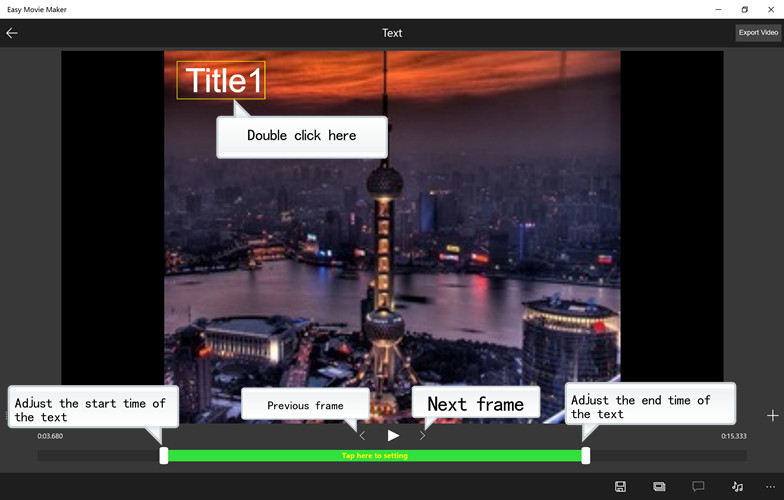 Easy Movie Maker
Text
Export Video
Title1
Double click here
Adjust the start time of
the text
Previous frame
Next frame
Adjust the end time of
the text
0:03.680
0:15.333
Tap here to setting